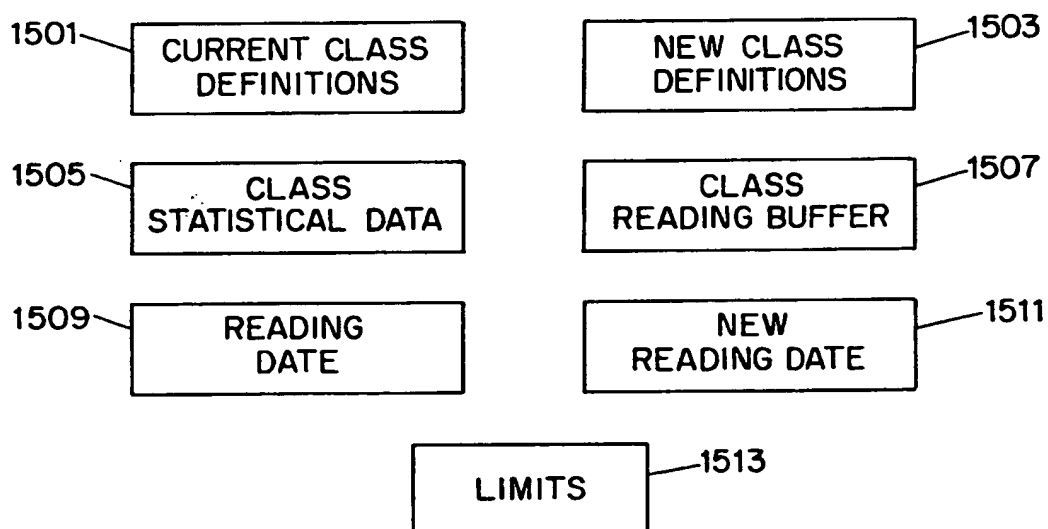 1501
CURRENT CLASS
DEFINITIONS
NEW CLASS
DEFINITIONS
1503
1505
CLASS
STATISTICAL DATA
CLASS
READING BUFFER
1507
1509
READING
DATE
NEW
READING DATE
1511
LIMITS
1513